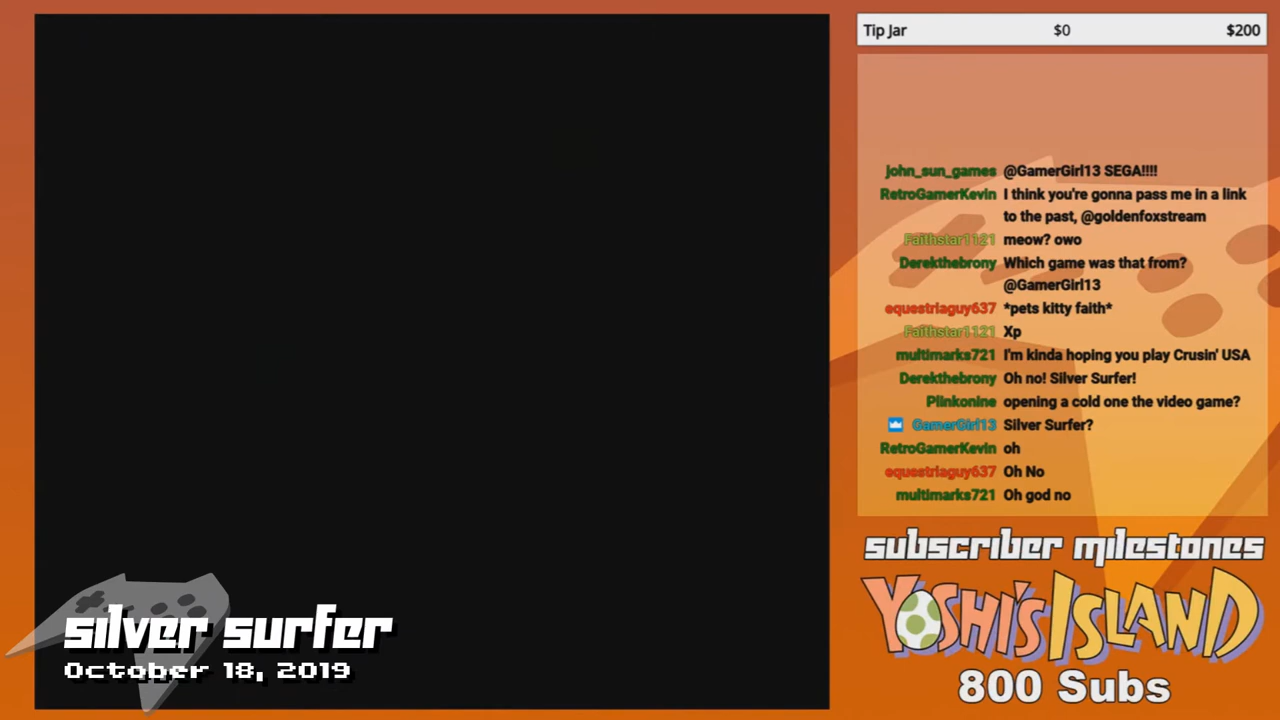 Tip Jar $0 $200
john_sun_games @GamerGirl13 SEGA!!!!
RetroGamerKevin I think you're gonna pass me in a link
to the past, @goldenfoxstream
Faithstar1121 meow? owo
Derekthebrony Which game was that from?
@GamerGirl13
equestriaguy637 *pets kitty faith*
Faithstar1121 Xp
multimarks721 I'm kinda hoping you play Crusin' USA
Derekthebrony Oh no! Silver Surfer!
Plinkonine opening a cold one the video game?
GamerGirl13 Silver Surfer?
RetroGamerKevin oh
equestriaguy637 Oh No
multimarks721 Oh god no
subscriber milestones
YOSHI'S ISLAND
800 Subs
silver surfer
October 18, 2019